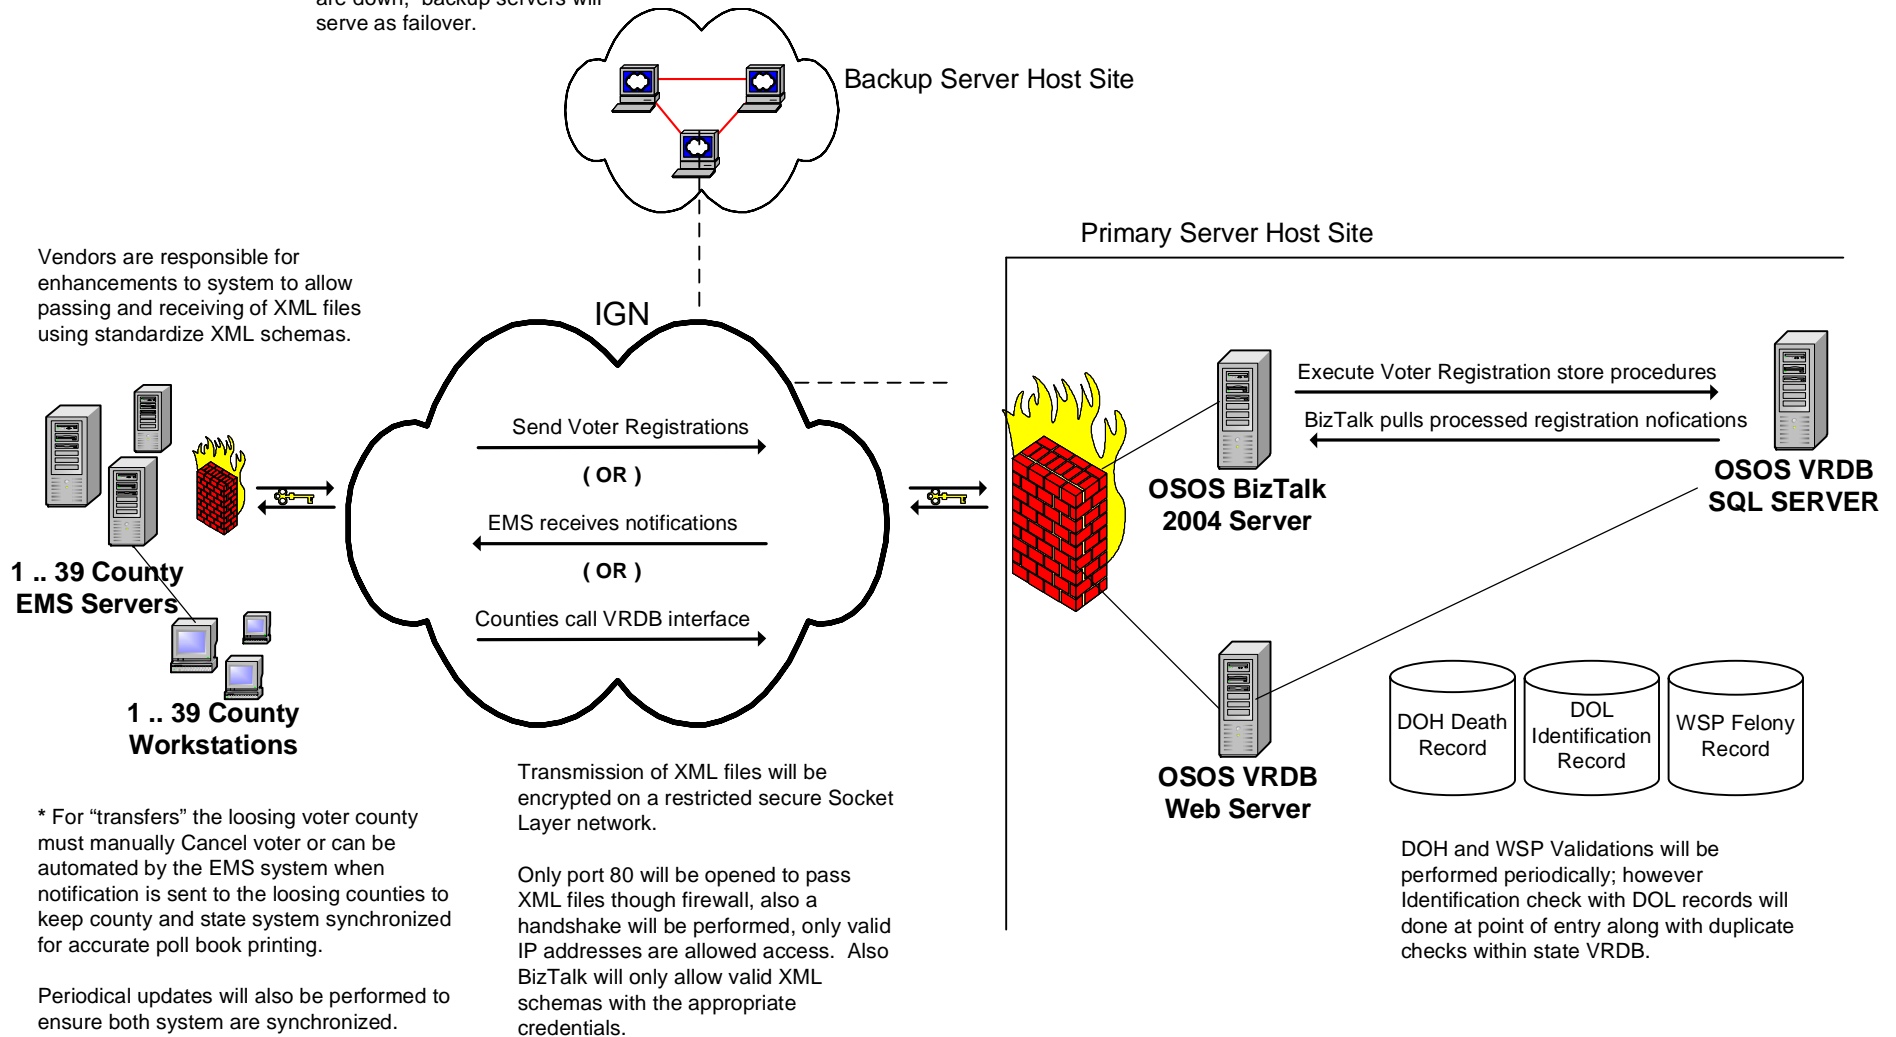 are down, backup servers will
serve as failover.
Backup Server Host Site
Primary Server Host Site
Vendors are responsible for
enhancements to system to allow
passing and receiving of XML files
using standardize XML schemas.
IGN
Send Voter Registrations
( OR )
EMS receives notifications
( OR )
Counties call VRDB interface
Execute Voter Registration store procedures
BizTalk pulls processed registration nofications
OSOS BizTalk
2004 Server
OSOS VRDB
SQL SERVER
1 .. 39 County
EMS Servers
1 .. 39 County
Workstations
OSOS VRDB
Web Server
DOH Death
Record
DOL
Identification
Record
WSP Felony
Record
* For “transfers” the loosing voter county
must manually Cancel voter or can be
automated by the EMS system when
notification is sent to the loosing counties to
keep county and state system synchronized
for accurate poll book printing.
Periodical updates will also be performed to
ensure both system are synchronized.
Transmission of XML files will be
encrypted on a restricted secure Socket
Layer network.
Only port 80 will be opened to pass
XML files though firewall, also a
handshake will be performed, only valid
IP addresses are allowed access. Also
BizTalk will only allow valid XML
schemas with the appropriate
credentials.
DOH and WSP Validations will be
performed periodically; however
Identification check with DOL records will
done at point of entry along with duplicate
checks within state VRDB.